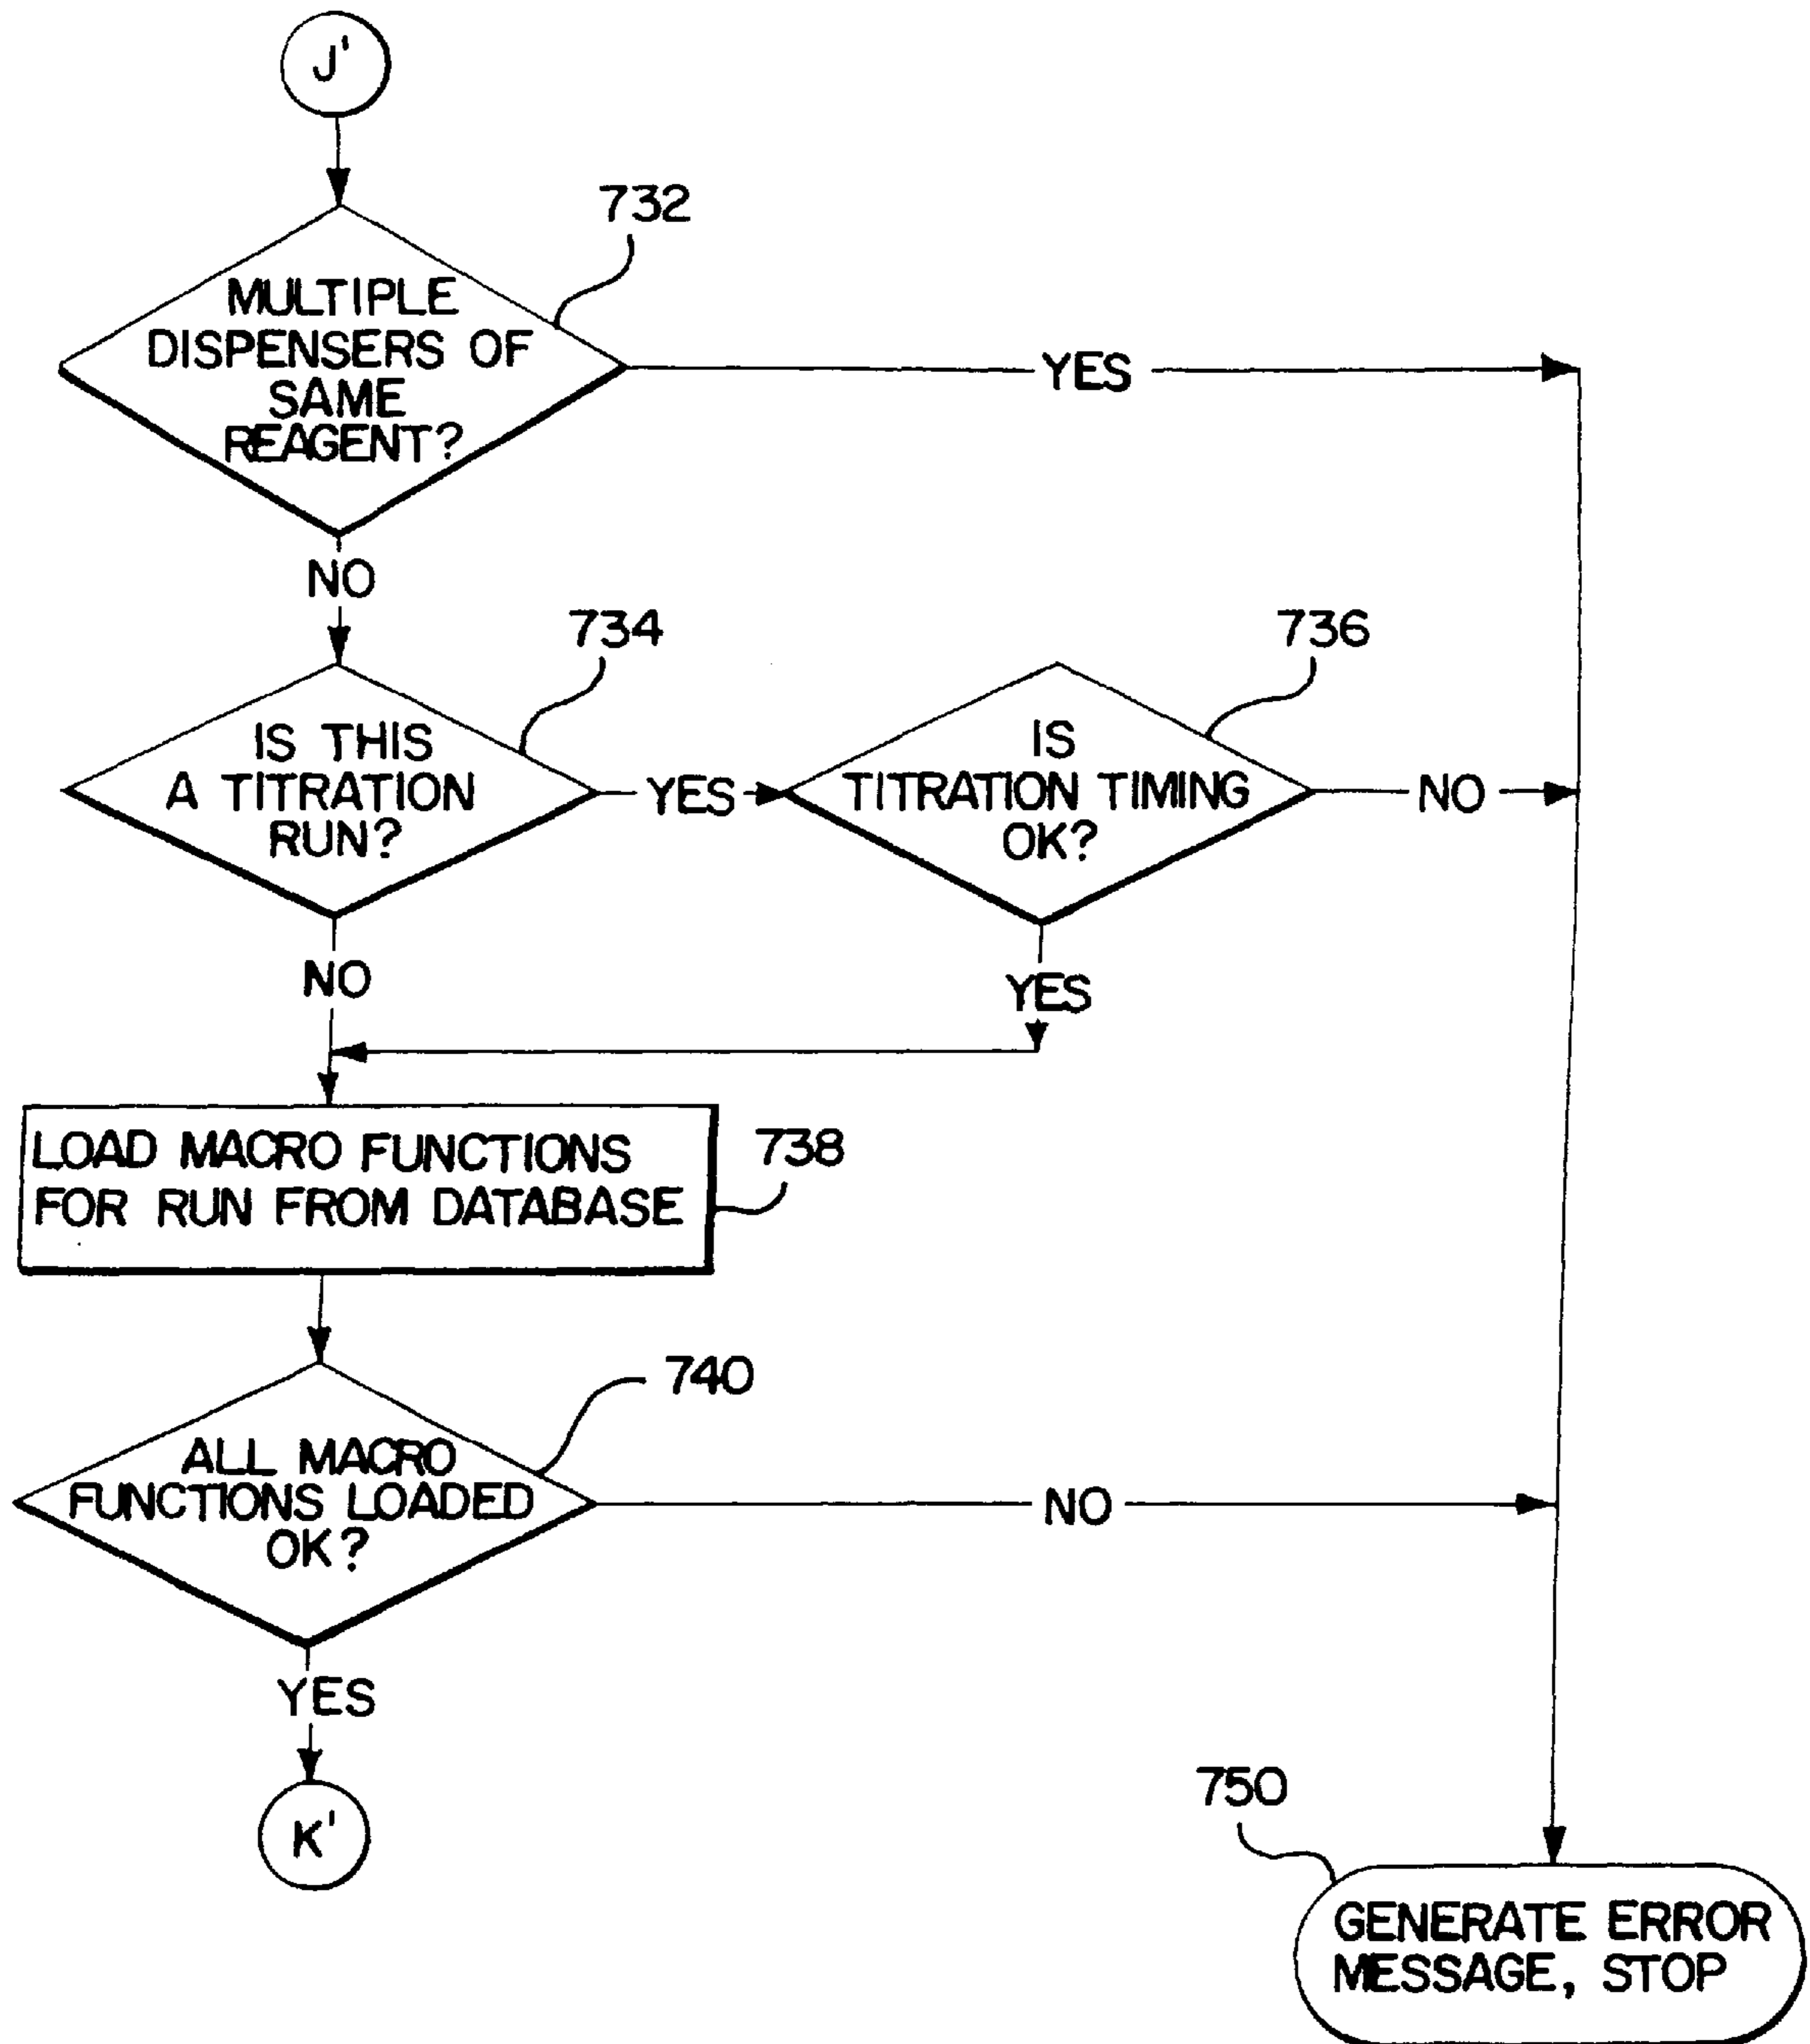 J'
732
MULTIPLE
DISPENSERS OF
SAME
REAGENT?
YES
NO
734
IS THIS
A TITRATION
RUN?
YES
736
IS
TITRATION TIMING
OK?
NO
NO
YES
LOAD MACRO FUNCTIONS
FOR RUN FROM DATABASE
738
740
ALL MACRO
FUNCTIONS LOADED
OK?
NO
YES
K'
750
GENERATE ERROR
MESSAGE, STOP